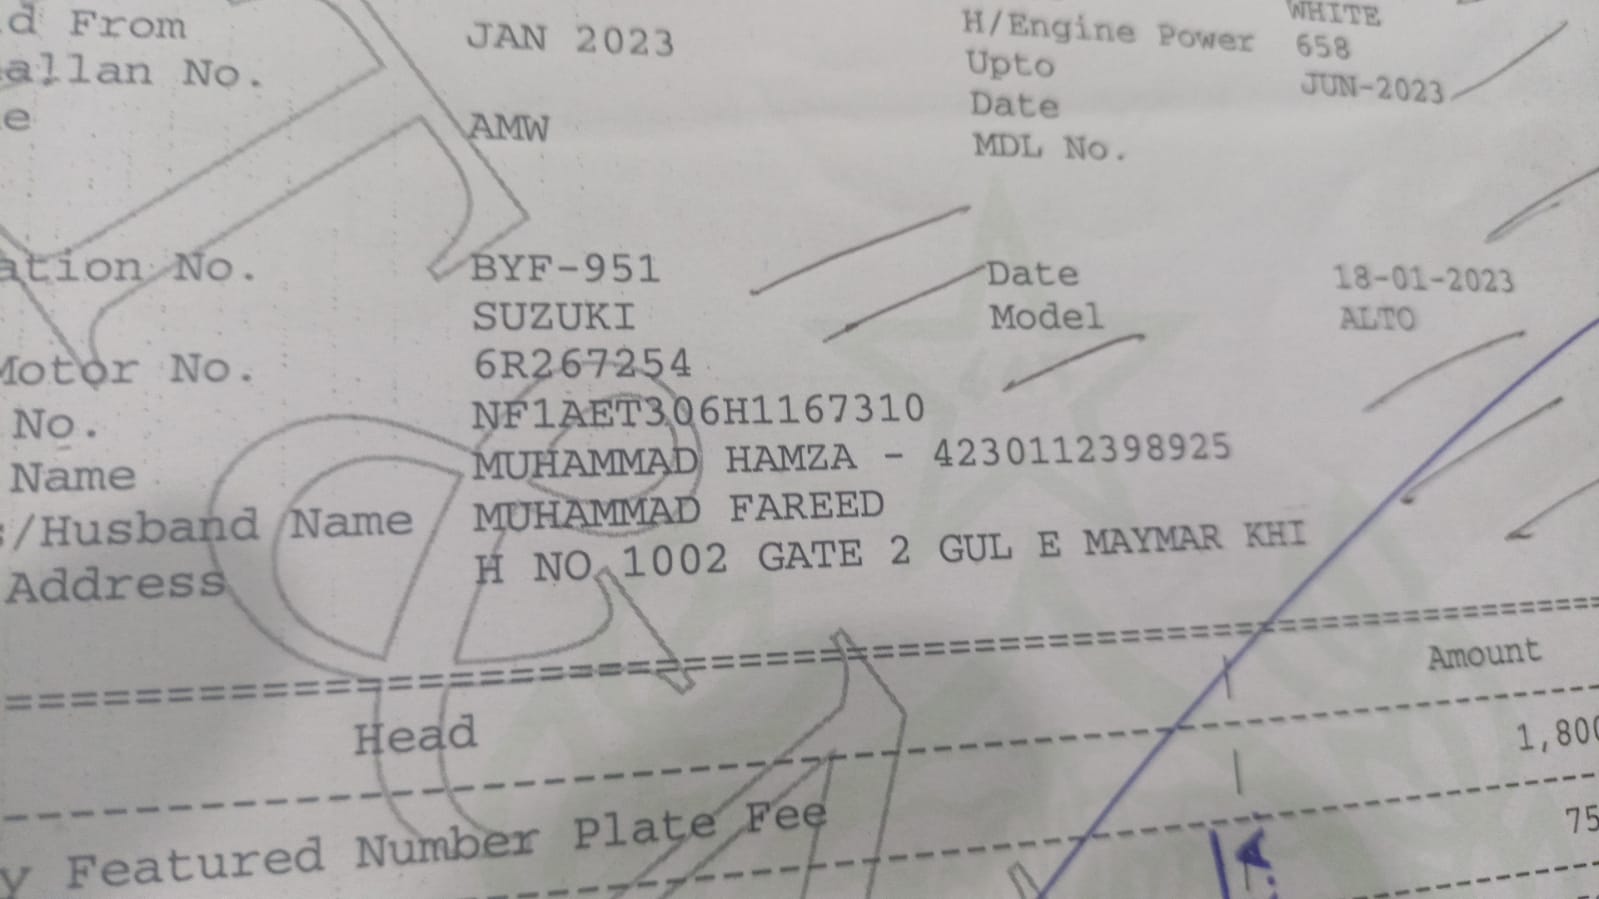 d From JAN 2023 WHITE
allan No. H/Engine Power 658
e AMW Upto JUN-2023
Date
MDL No.
ation No. BYF-951 Date 18-01-2023
SUZUKI Model ALTO
Motor No. 6R267254
No. NF1AET306H1167310
Name MUHAMMAD HAMZA - 4230112398925
s/Husband Name MUHAMMAD FAREED
Address H NO 1002 GATE 2 GUL E MAYMAR KHI
Head Amount
1,800
y Featured Number Plate Fee 75